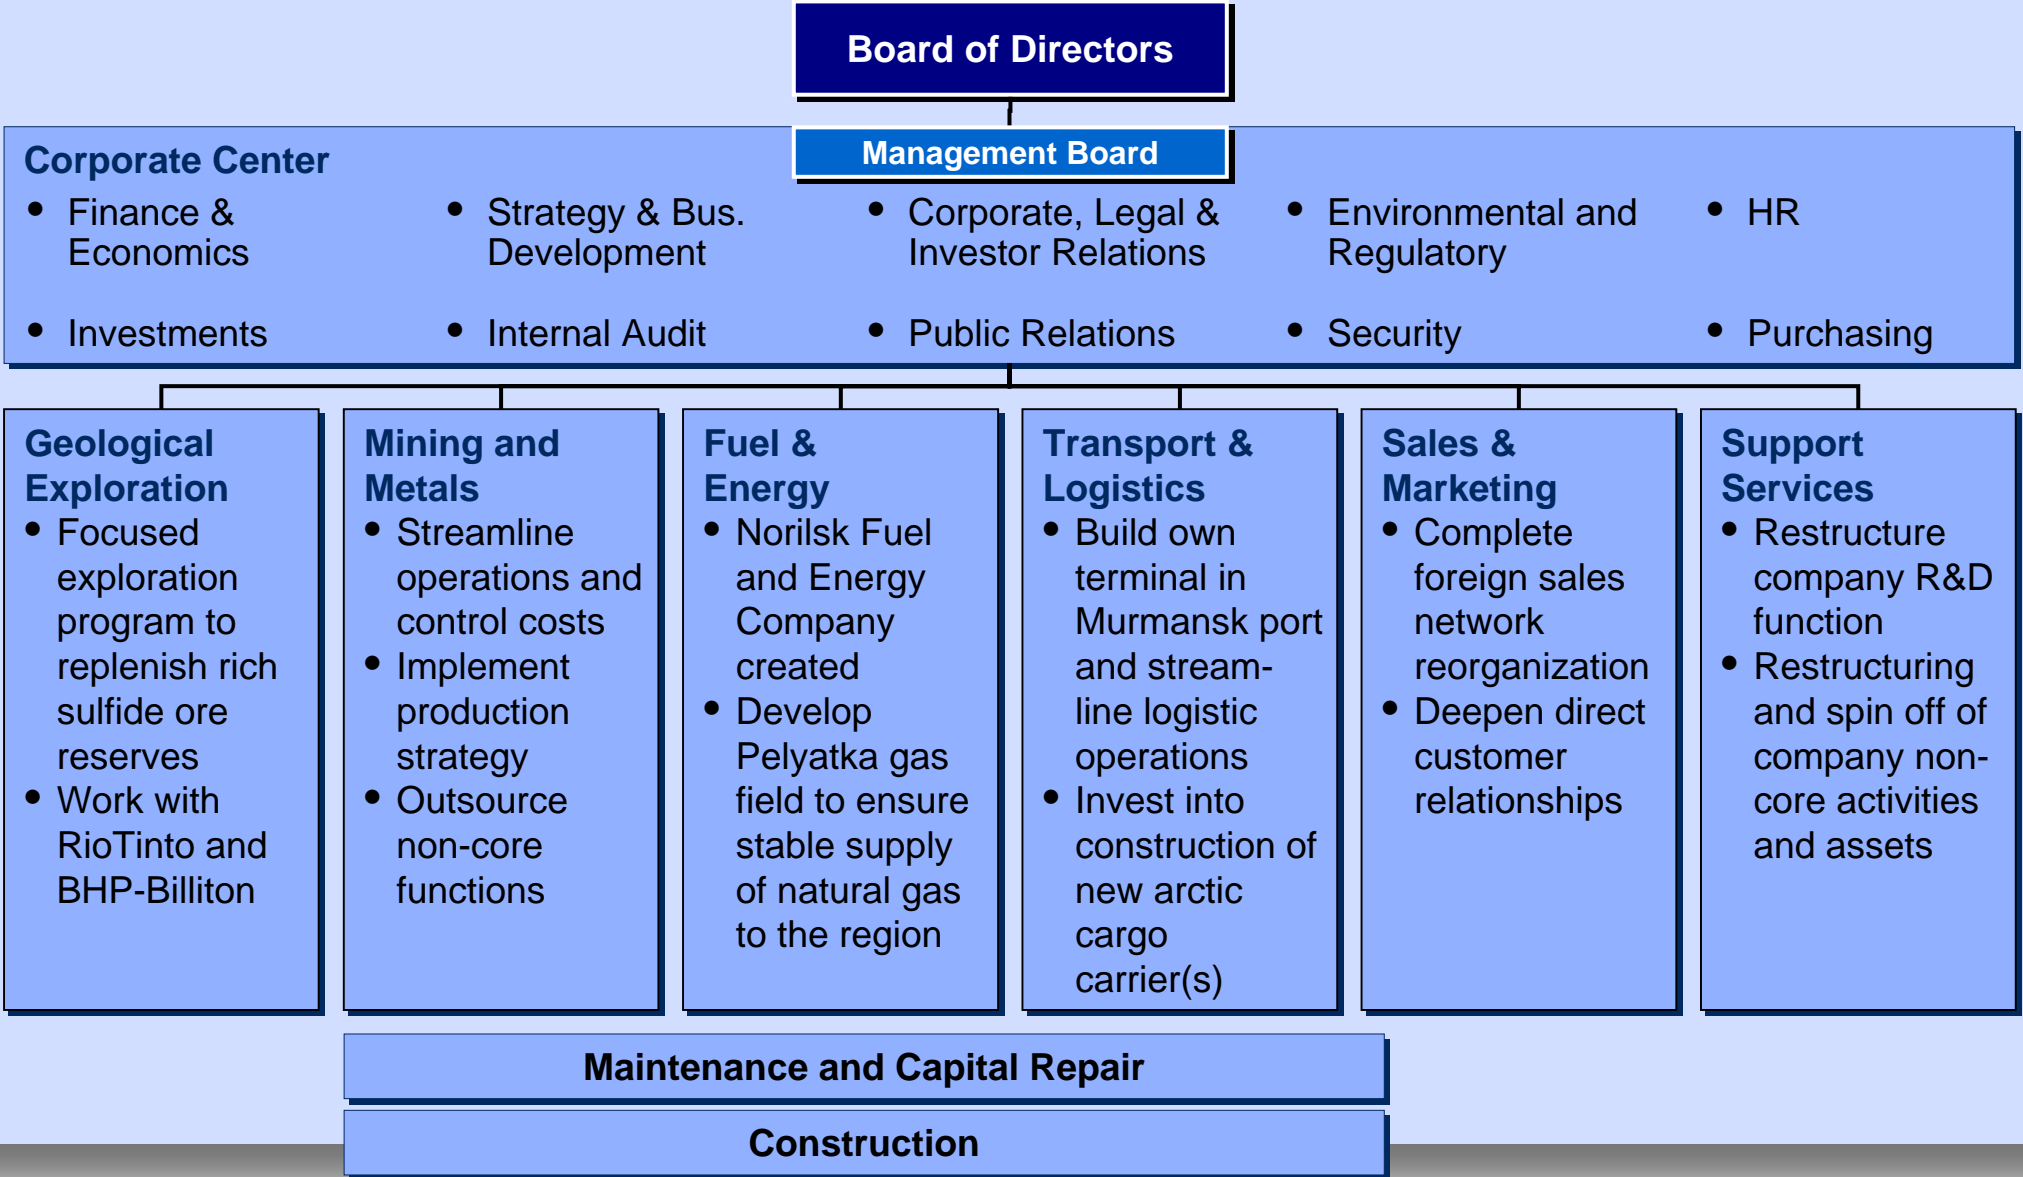 Board of Directors
Management Board
Corporate Center
• Finance &
Economics
• Strategy & Bus.
Development
• Corporate, Legal &
Investor Relations
• Environmental and
Regulatory
• HR
• Investments
• Internal Audit
• Public Relations
• Security
• Purchasing
Geological
Exploration
• Focused
exploration
program to
replenish rich
sulfide ore
reserves
• Work with
RioTinto and
BHP-Billiton
Mining and
Metals
• Streamline
operations and
control costs
• Implement
production
strategy
• Outsource
non-core
functions
Fuel &
Energy
• Norilsk Fuel
and Energy
Company
created
• Develop
Pelyatka gas
field to ensure
stable supply
of natural gas
to the region
Transport &
Logistics
• Build own
terminal in
Murmansk port
and stream-
line logistic
operations
• Invest into
construction of
new arctic
cargo
carrier(s)
Sales &
Marketing
• Complete
foreign sales
network
reorganization
• Deepen direct
customer
relationships
Support
Services
• Restructure
company R&D
function
• Restructuring
and spin off of
company non-
core activities
and assets
Maintenance and Capital Repair
Construction